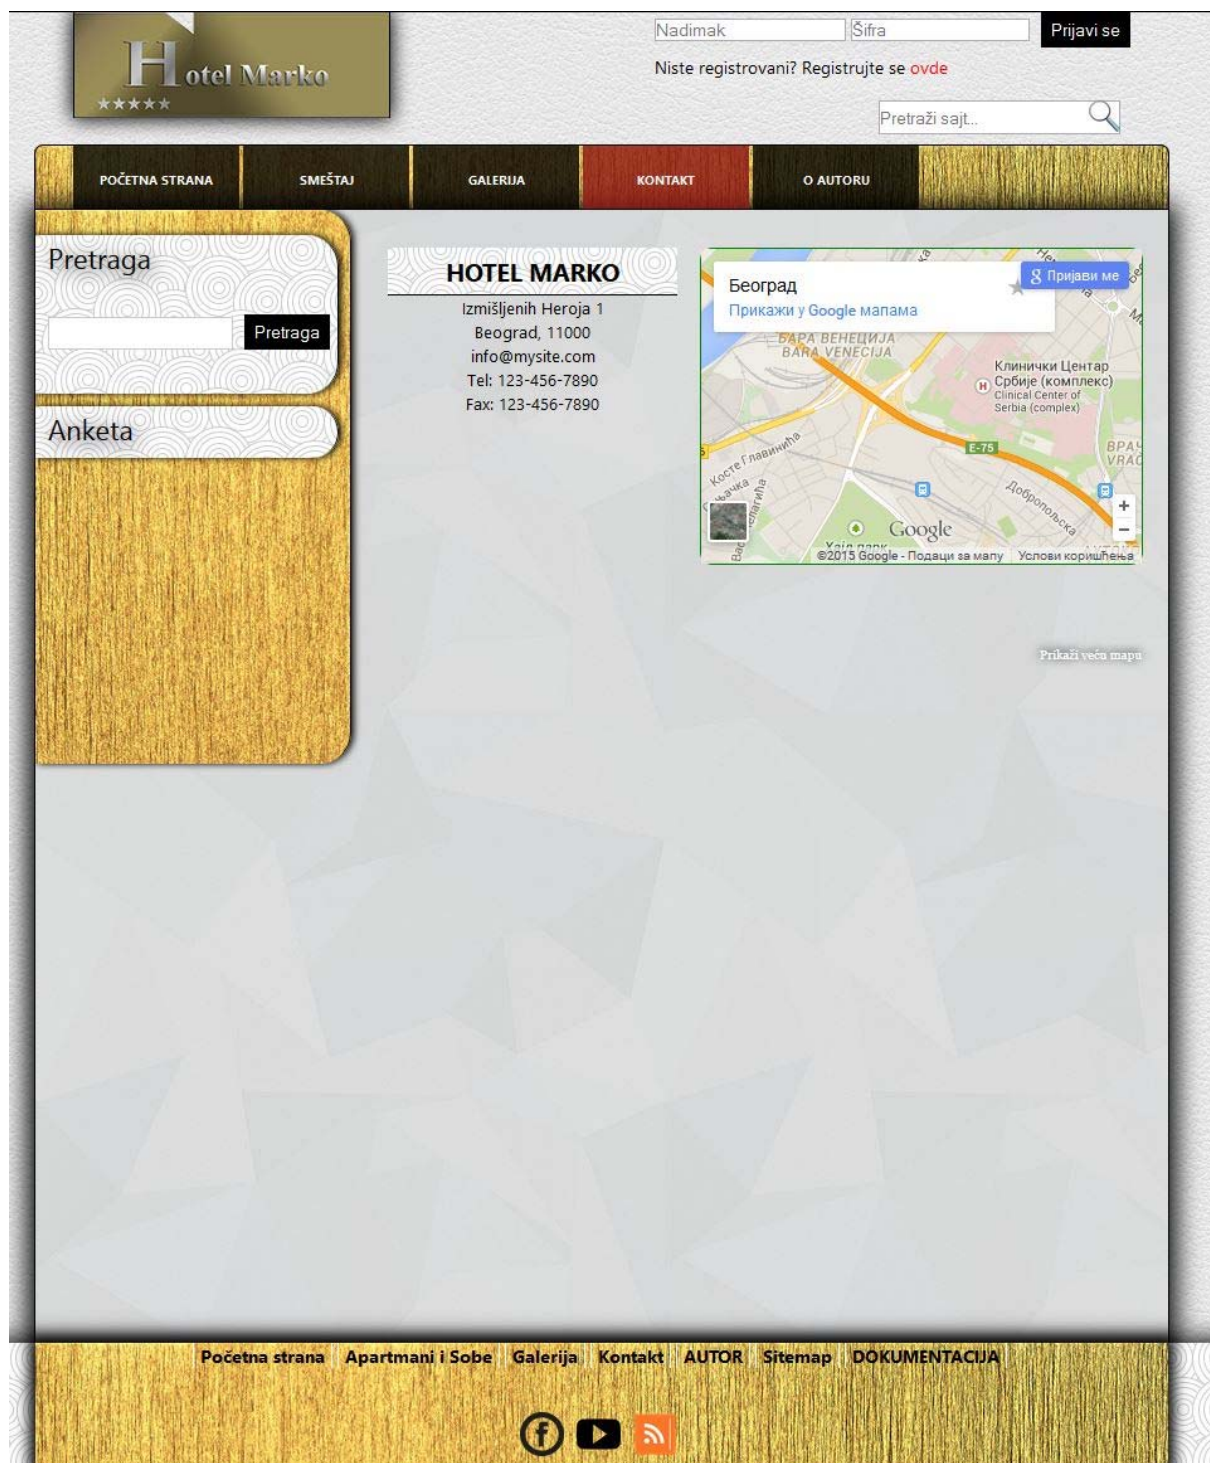 Hotel Marko
★★★★★
Nadimak
Šifra
Prijavi se
Niste registrovani? Registrujte se ovde
Pretraži sajt...
POČETNA STRANA
SMEŠTAJ
GALERIJA
KONTAKT
O AUTORU
Pretraga
Pretraga
Anketa
HOTEL MARKO
Izmišljenih Heroja 1
Beograd, 11000
info@mysite.com
Tel: 123-456-7890
Fax: 123-456-7890
Београд
Прикажи у Google мапама
g Пријави ме
БАРА ВЕНЕЦИЈА
BARA VENECIJA
Клинички Центар
Србије (комплекс)
Clinical Center of
Serbia (complex)
H
E-75
Косте Главинића
Добропољска
Google
©2015 Google - Подаци за мапу
Услови коришћења
+
−
Prikaži veću mapu
Početna strana Apartmani i Sobe Galerija Kontakt AUTOR Sitemap DOKUMENTACIJA